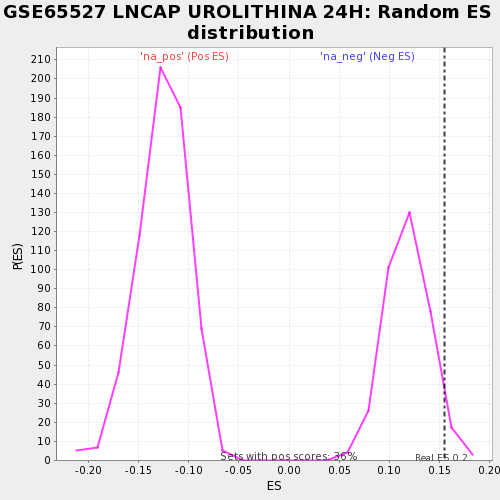 GSE65527 LNCAP UROLITHINA 24H: Random ES
distribution
'na_pos' (Pos ES) 'na_neg' (Neg ES)
210
200
190
180
170
160
150
140
130
120
110
100
90
80
70
60
50
40
30
20
10
0
P(ES)
Sets with pos scores: 36%
Real ES 0.2
-0.20 -0.15 -0.10 -0.05 0.00 0.05 0.10 0.15 0.20
ES